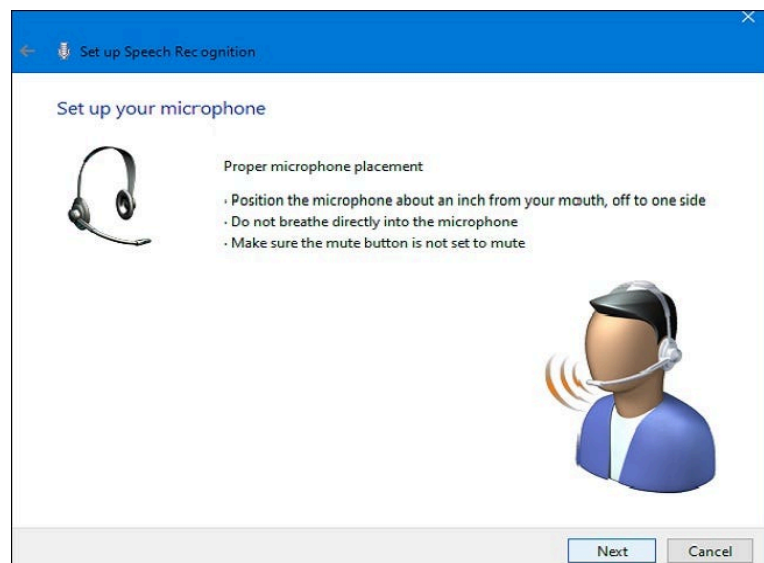 Set up Speech Recognition
Set up your microphone
Proper microphone placement
· Position the microphone about an inch from your mouth, off to one side
· Do not breathe directly into the microphone
· Make sure the mute button is not set to mute
Next Cancel